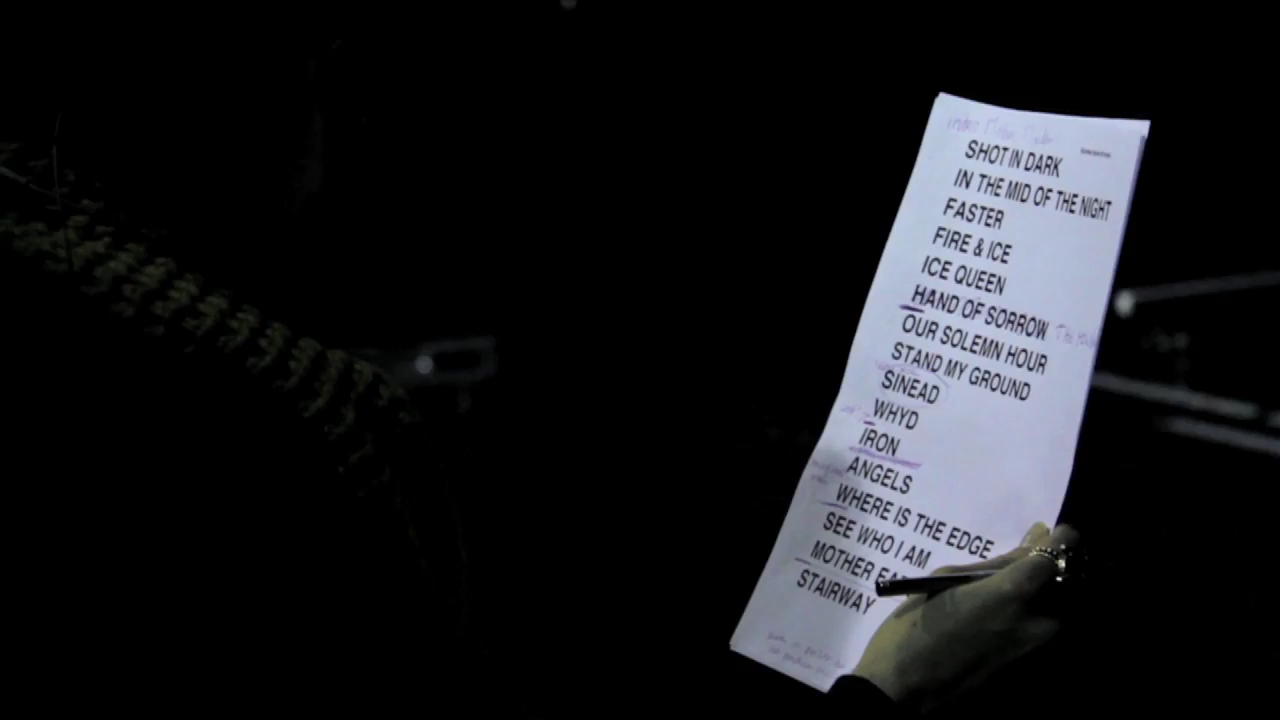 SHOT IN DARK
IN THE MID OF THE NIGHT
FASTER
FIRE & ICE
ICE QUEEN
HAND OF SORROW
OUR SOLEMN HOUR
STAND MY GROUND
SINEAD
WHYD
IRON
ANGELS
WHERE IS THE EDGE
SEE WHO I AM
MOTHER
STAIRWAY